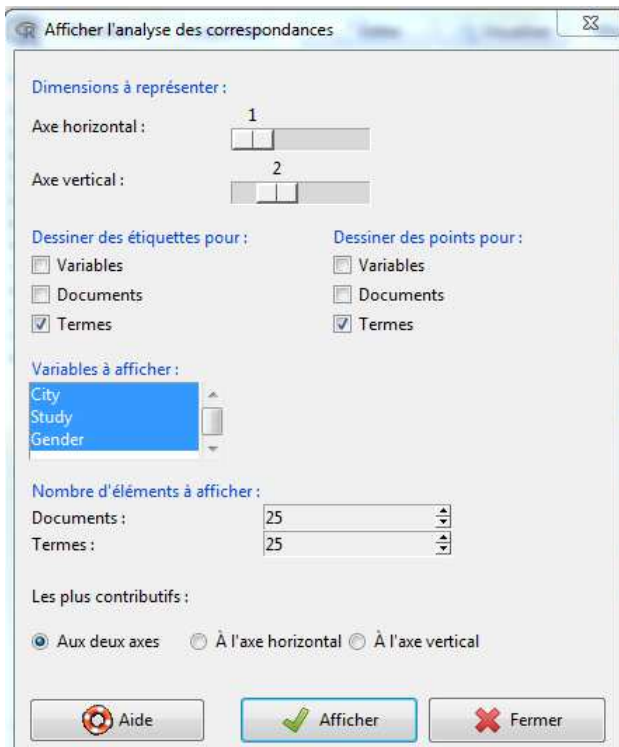 Afficher l'analyse des correspondances
Dimensions à représenter :
1
Axe horizontal :
2
Axe vertical :
Dessiner des étiquettes pour :
Dessiner des points pour :
Variables
Variables
Documents
Documents
Termes
Termes
Variables à afficher :
City
Study
Gender
Nombre d'éléments à afficher :
Documents : 25
Termes : 25
Les plus contributifs :
Aux deux axes À l'axe horizontal À l'axe vertical
Aide Afficher Fermer